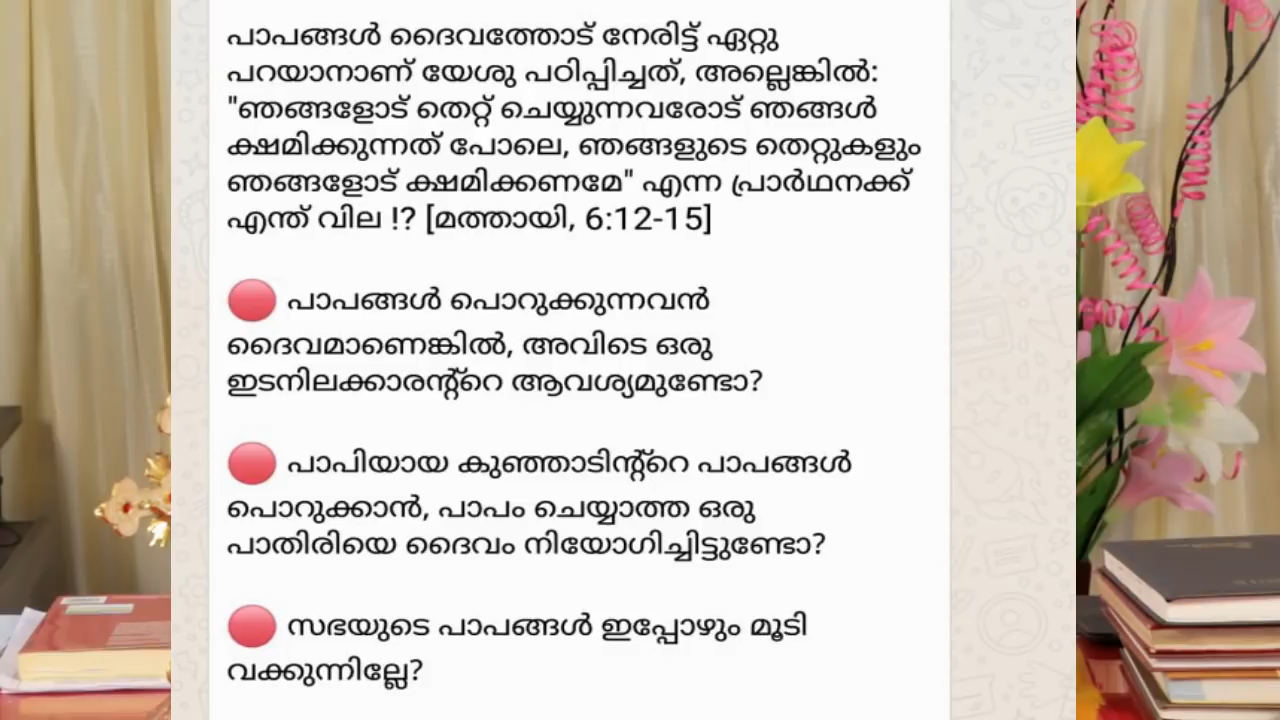 പാപങ്ങൾ ദൈവത്തോട് നേരിട്ട് ഏറ്റു
പറയാനാണ് യേശു പഠിപ്പിച്ചത്, അല്ലെങ്കിൽ:
"ഞങ്ങളോട് തെറ്റ് ചെയ്യുന്നവരോട് ഞങ്ങൾ
ക്ഷമിക്കുന്നത് പോലെ, ഞങ്ങളുടെ തെറ്റുകളും
ഞങ്ങളോട് ക്ഷമിക്കണമേ" എന്ന പ്രാർഥനക്ക്
എന്ത് വില !? [മത്തായി, 6:12-15]
🔴 പാപങ്ങൾ പൊറുക്കുന്നവൻ
ദൈവമാണെങ്കിൽ, അവിടെ ഒരു
ഇടനിലക്കാരന്റ്റെ ആവശ്യമുണ്ടോ?
🔴 പാപിയായ കുഞ്ഞാടിന്റ്റെ പാപങ്ങൾ
പൊറുക്കാൻ, പാപം ചെയ്യാത്ത ഒരു
പാതിരിയെ ദൈവം നിയോഗിച്ചിട്ടുണ്ടോ?
🔴 സഭയുടെ പാപങ്ങൾ ഇപ്പോഴും മൂടി
വക്കുന്നില്ലേ?